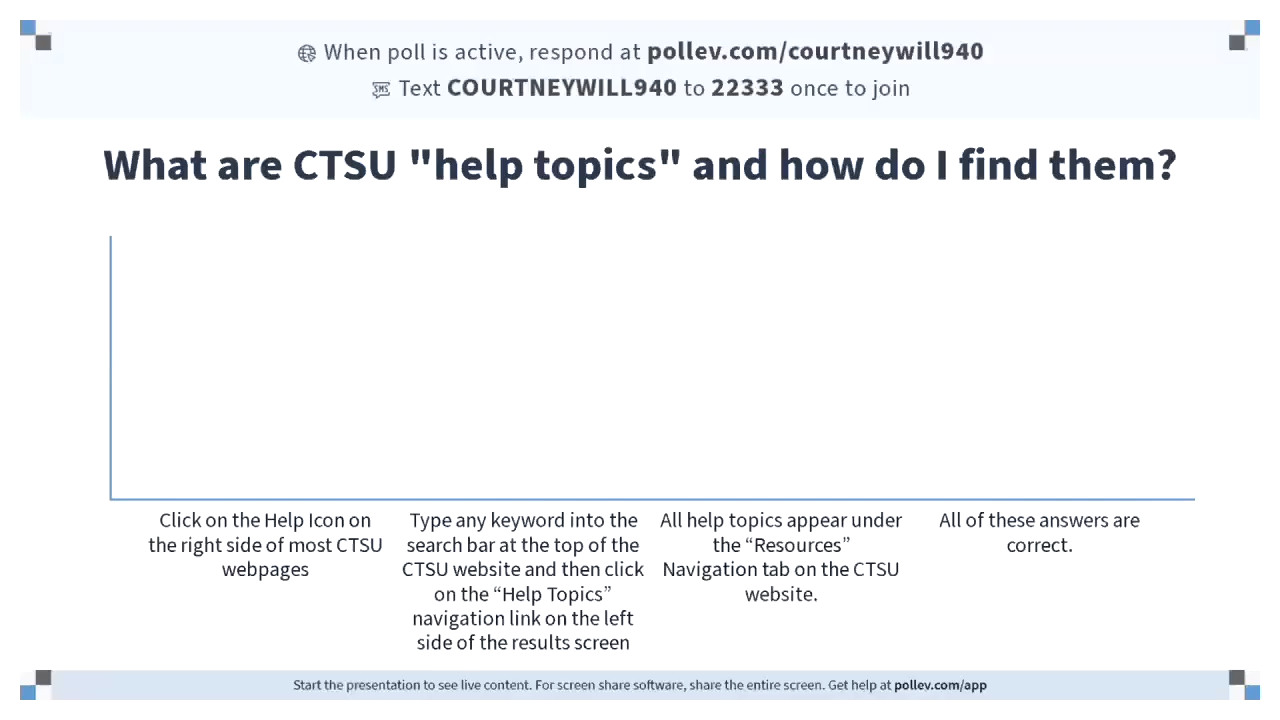 When poll is active, respond at pollev.com/courtneywill940
Text COURTNEYWILL940 to 22333 once to join
What are CTSU "help topics" and how do I find them?
Click on the Help Icon on
the right side of most CTSU
webpages
Type any keyword into the
search bar at the top of the
CTSU website and then click
on the “Help Topics”
navigation link on the left
side of the results screen
All help topics appear under
the “Resources”
Navigation tab on the CTSU
website.
All of these answers are
correct.
Start the presentation to see live content. For screen share software, share the entire screen. Get help at pollev.com/app